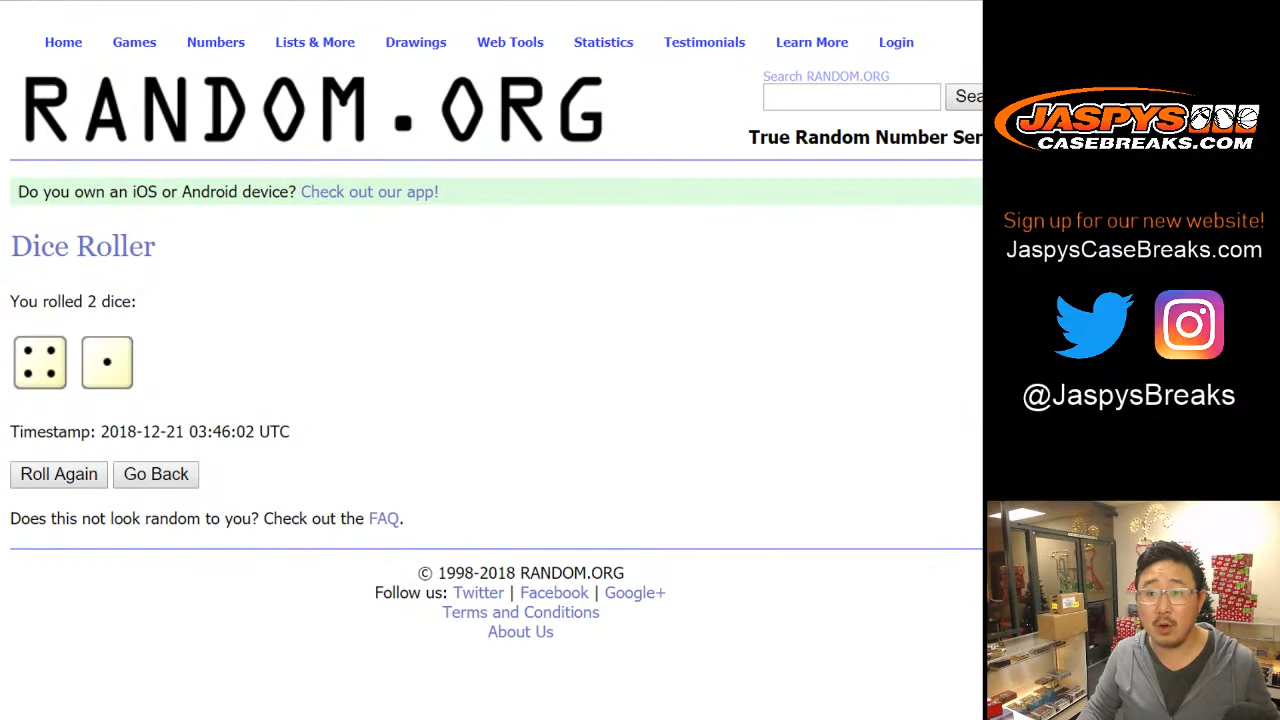 Home Games Numbers Lists & More Drawings Web Tools Statistics Testimonials Learn More Login
RANDOM.ORG
Search RANDOM.ORG
Sea
True Random Number Ser
Do you own an iOS or Android device? Check out our app!
Dice Roller
You rolled 2 dice:
Timestamp: 2018-12-21 03:46:02 UTC
Roll Again Go Back
Does this not look random to you? Check out the FAQ.
© 1998-2018 RANDOM.ORG
Follow us: Twitter | Facebook | Google+
Terms and Conditions
About Us
JASPYS
CASEBREAKS.COM
Sign up for our new website!
JaspysCaseBreaks.com
@JaspysBreaks